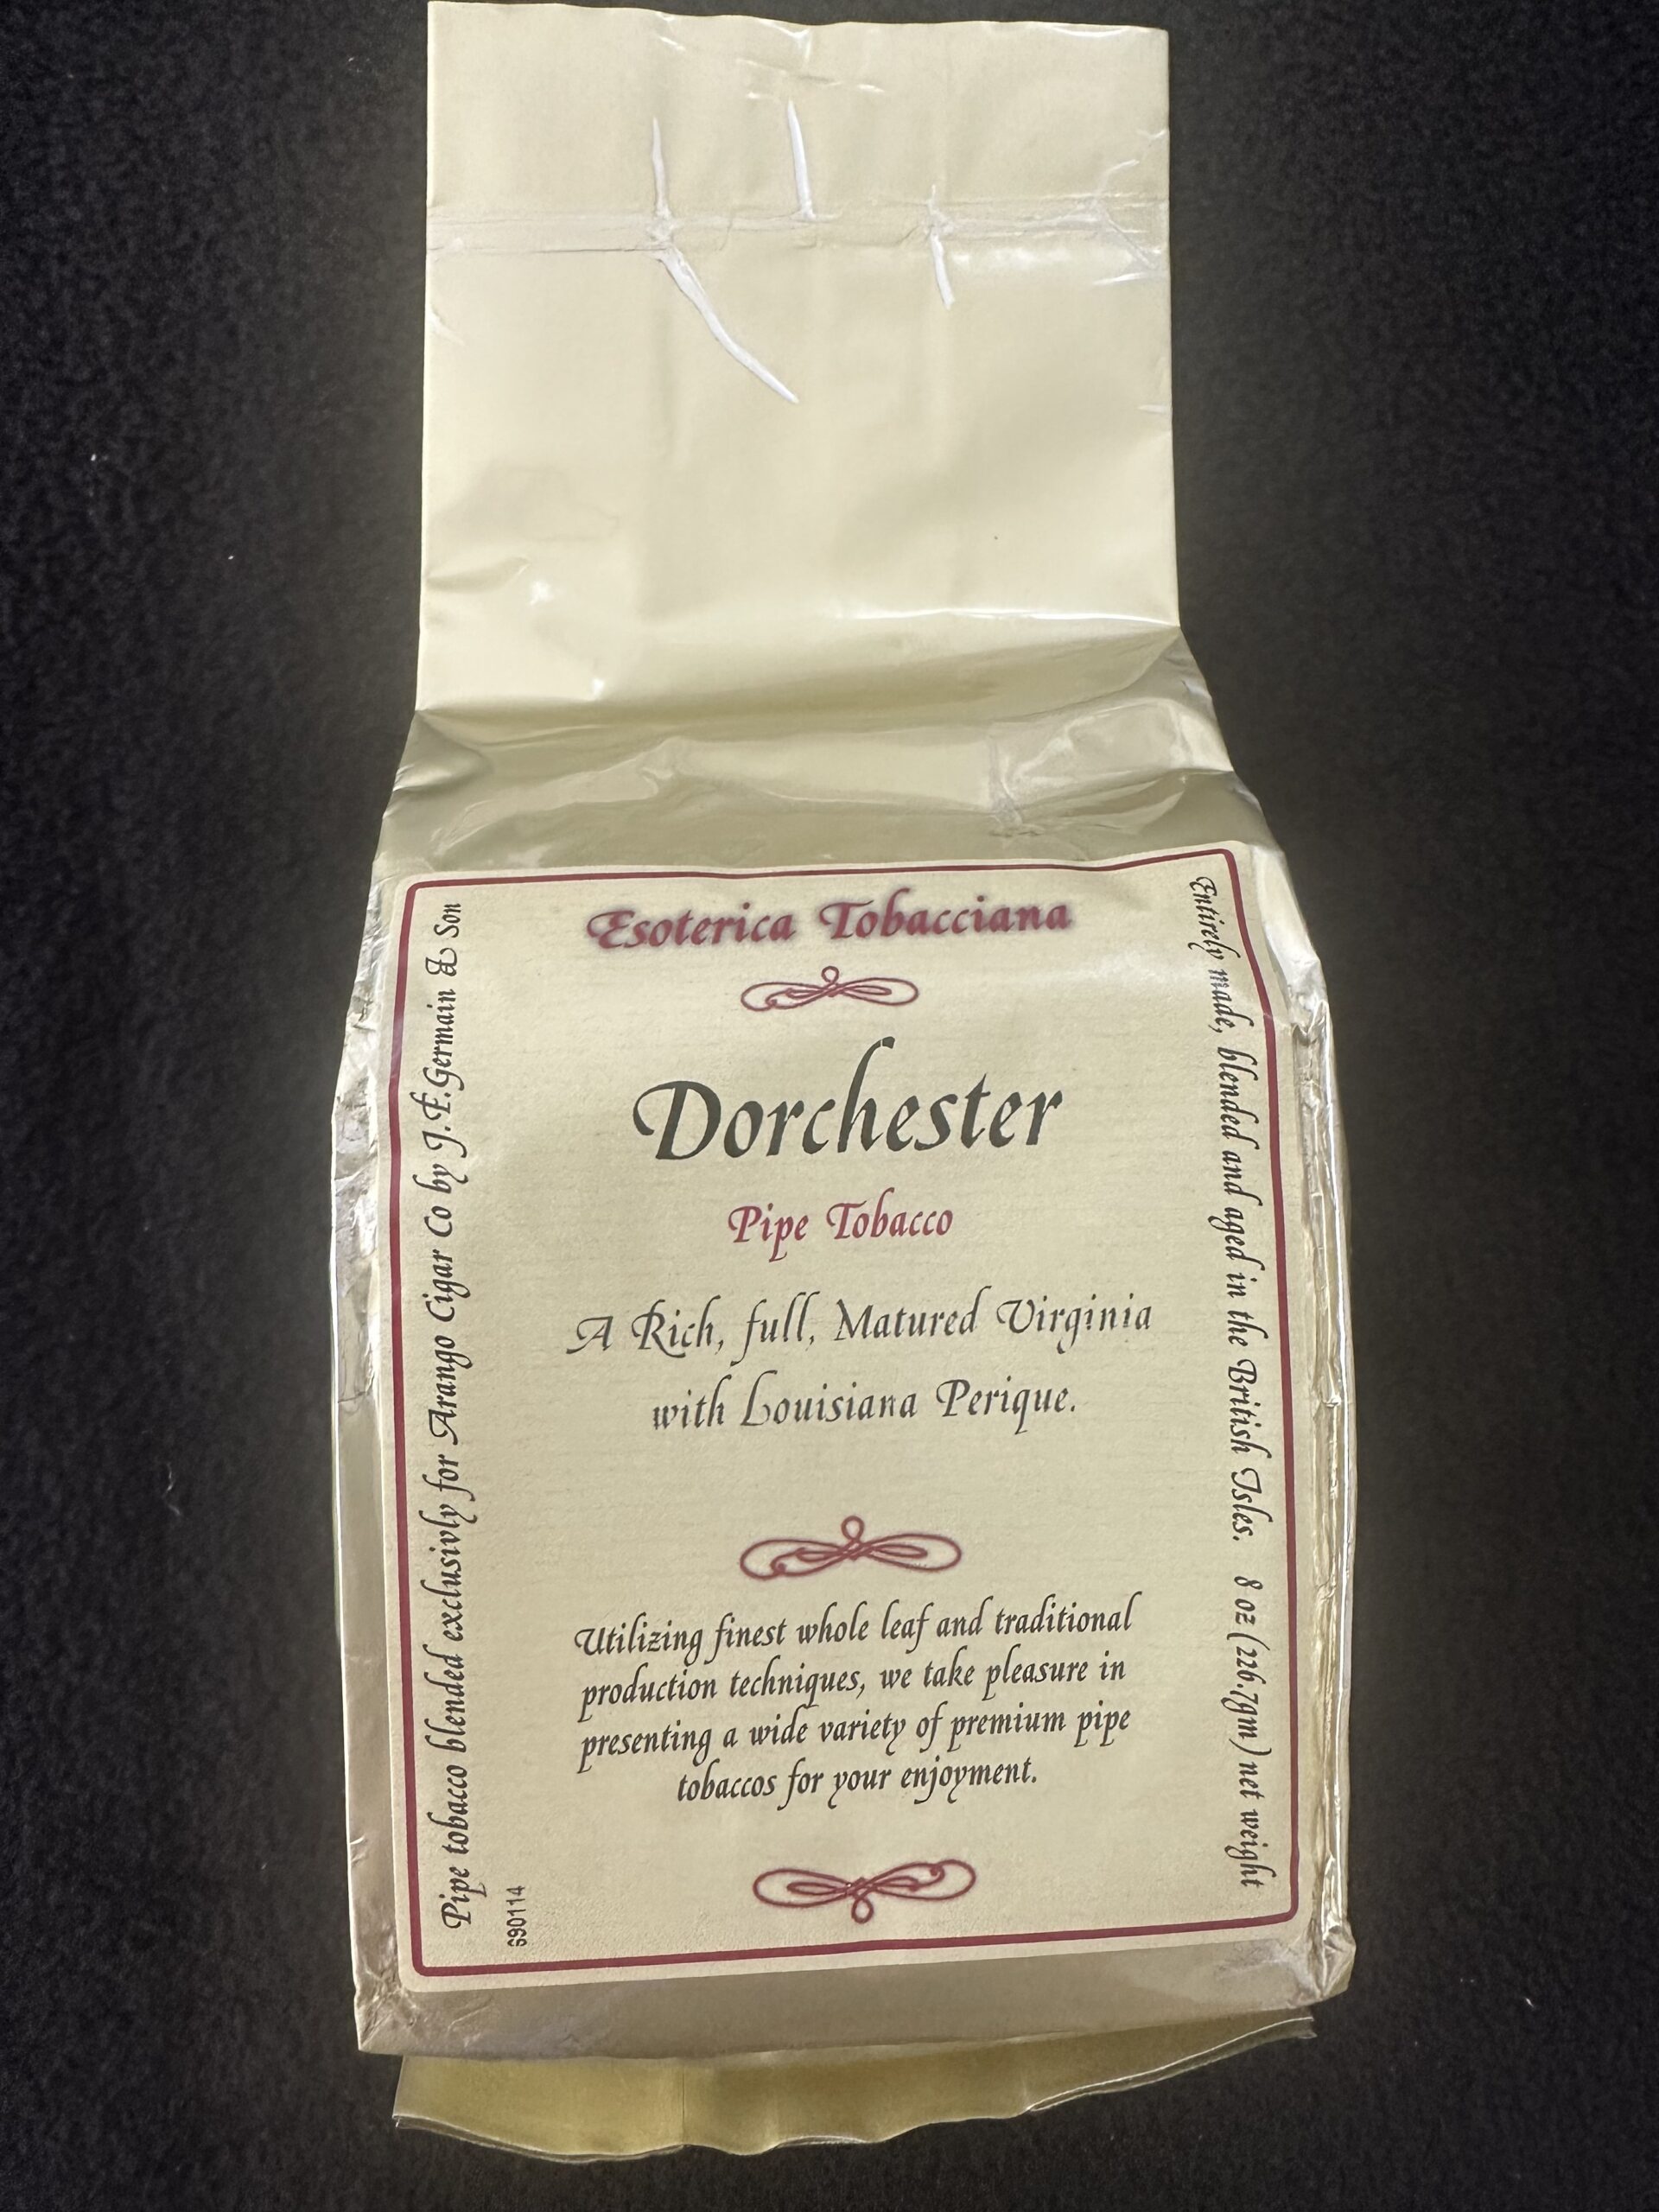 Esoterica Tobacciana
Dorchester
Pipe Tobacco
A Rich, full, Matured Virginia
with Louisiana Perique.
Utilizing finest whole leaf and traditional
production techniques, we take pleasure in
presenting a wide variety of premium pipe
tobaccos for your enjoyment.
Pipe tobacco blended exclusivly for Arango Cigar Co by J.F.Germain & Son
690114
Entirely made, blended and aged in the British Isles. 8 oz (226.7gm) net weight